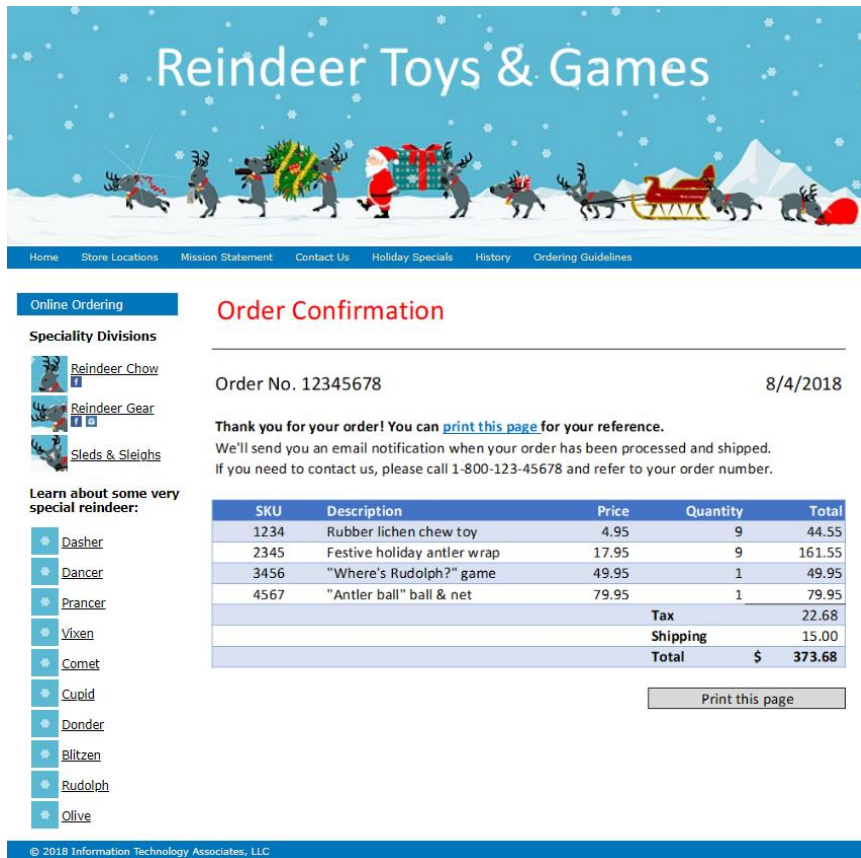 Reindeer Toys & Games
Home Store Locations Mission Statement Contact Us Holiday Specials History Ordering Guidelines
Online Ordering
Speciality Divisions
Reindeer Chow
Reindeer Gear
Sleds & Sleighs
Learn about some very
special reindeer:
Dasher
Dancer
Prancer
Vixen
Comet
Cupid
Donder
Blitzen
Rudolph
Olive
Order Confirmation
Order No. 12345678 8/4/2018
Thank you for your order! You can print this page for your reference.
We'll send you an email notification when your order has been processed and shipped.
If you need to contact us, please call 1-800-123-45678 and refer to your order number.
SKU Description Price Quantity Total
1234 Rubber lichen chew toy 4.95 9 44.55
2345 Festive holiday antler wrap 17.95 9 161.55
3456 "Where's Rudolph?" game 49.95 1 49.95
4567 "Antler ball" ball & net 79.95 1 79.95
Tax 22.68
Shipping 15.00
Total $ 373.68
Print this page
© 2018 Information Technology Associates, LLC